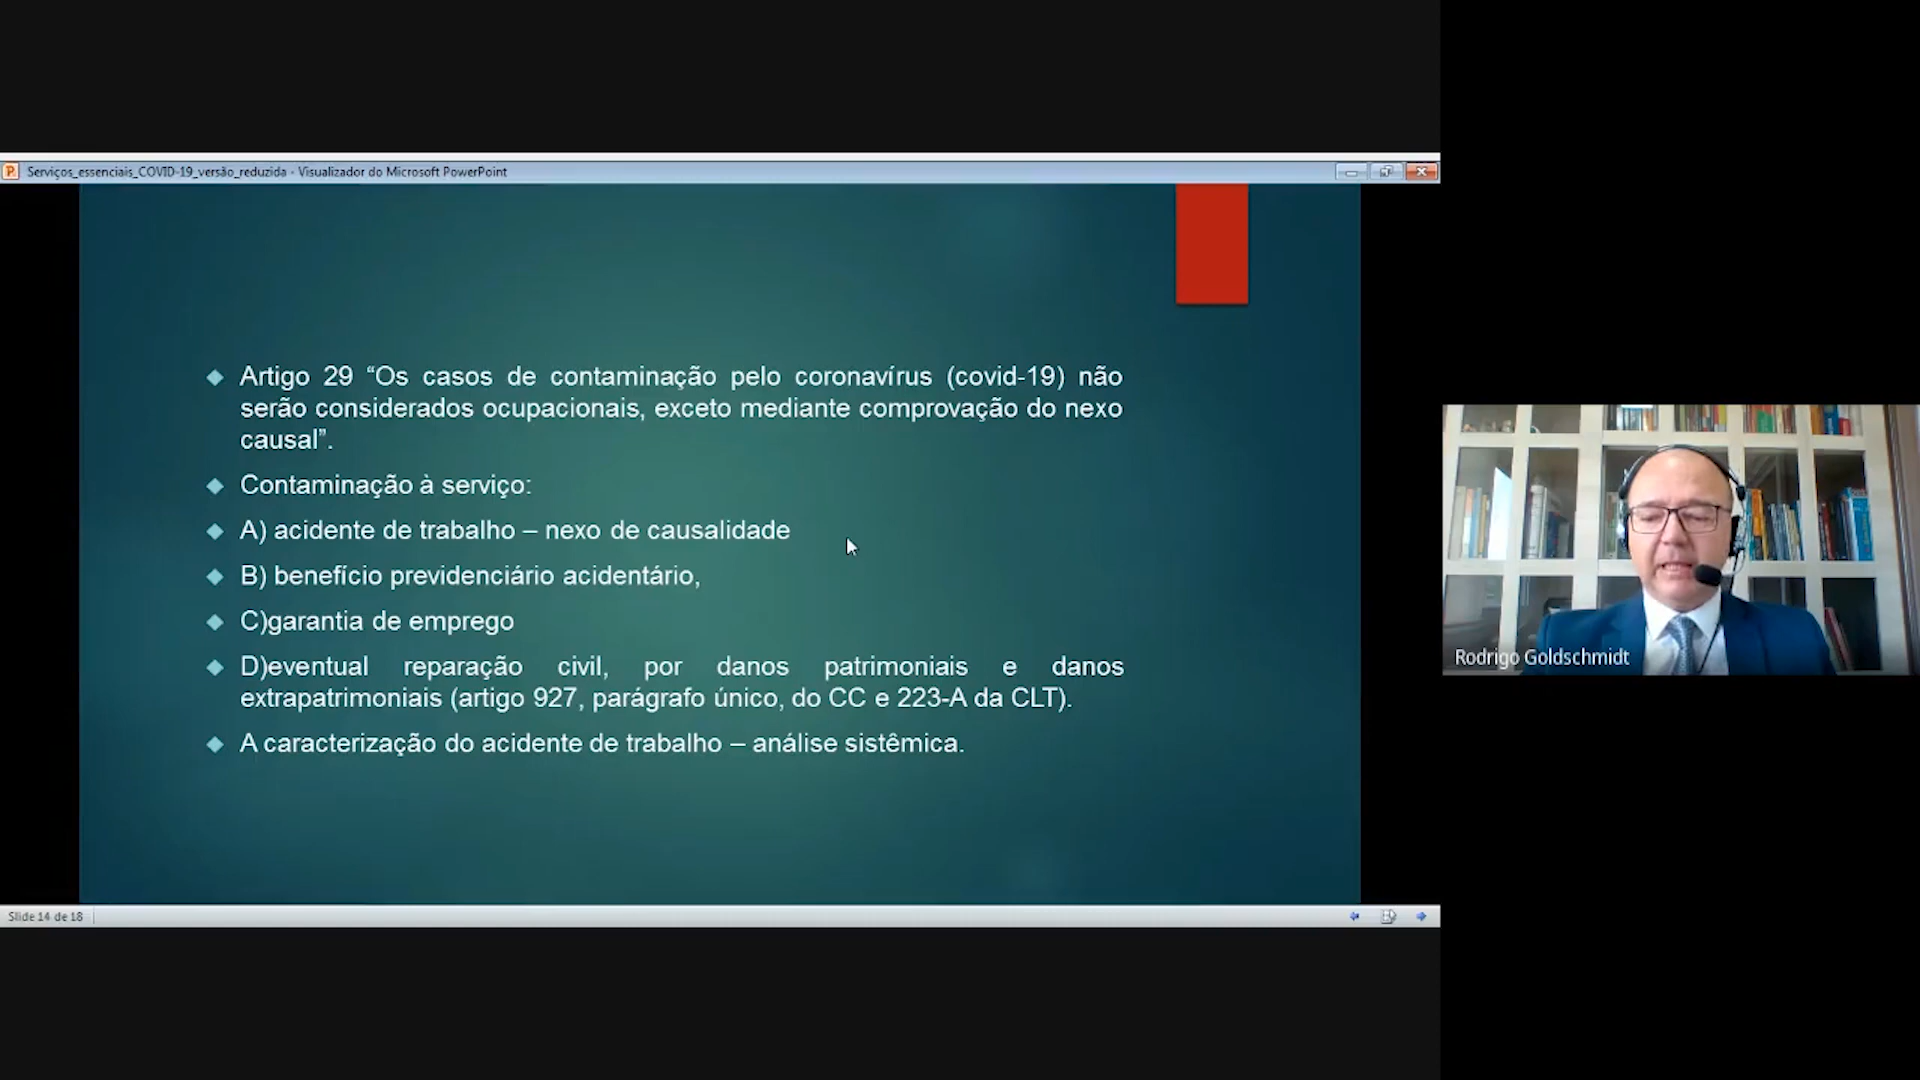 Serviços_essenciais_COVID-19_versão_reduzida - Visualizador do Microsoft PowerPoint
Artigo 29 “Os casos de contaminação pelo coronavírus (covid-19) não
serão considerados ocupacionais, exceto mediante comprovação do nexo
causal”.
Contaminação à serviço:
A) acidente de trabalho – nexo de causalidade
B) benefício previdenciário acidentário,
C)garantia de emprego
D)eventual reparação civil, por danos patrimoniais e danos
extrapatrimoniais (artigo 927, parágrafo único, do CC e 223-A da CLT).
A caracterização do acidente de trabalho – análise sistêmica.
Rodrigo Goldschmidt
Slide 14 de 18